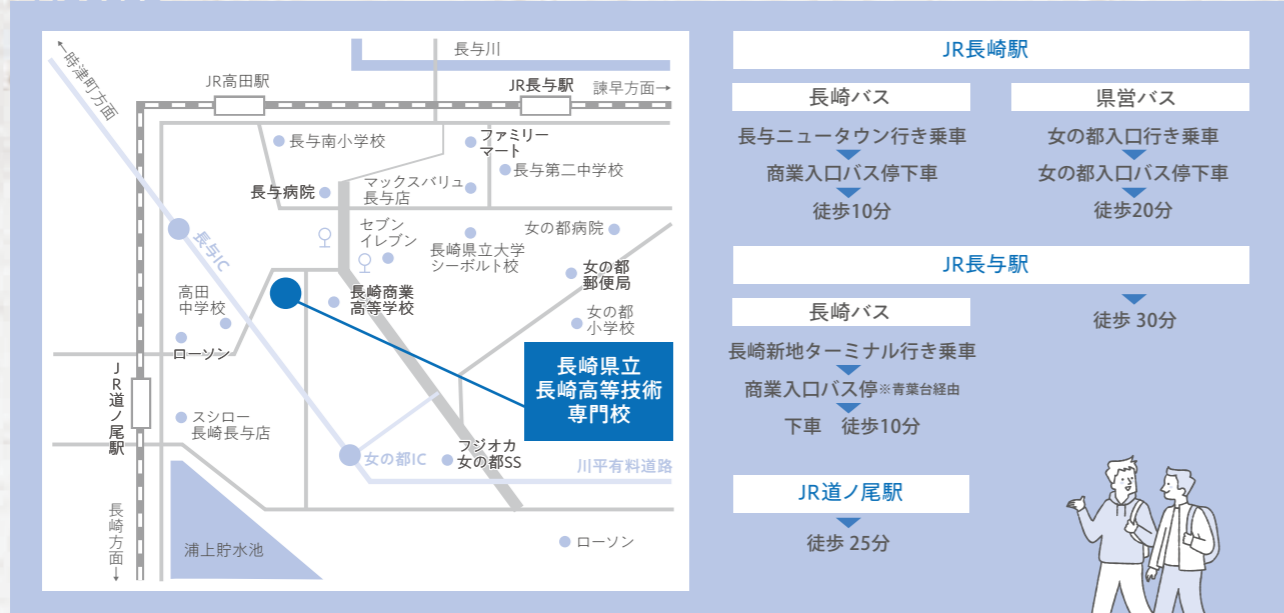 長与川
←時津町方面
JR高田駅
JR長与駅
諫早方面→
長与南小学校
ファミリー
マート
長与第二中学校
長与病院
マックスバリュ
長与店
セブン
イレブン
長崎県立大学
シーボルト校
女の都病院
長与IC
女の都
郵便局
高田
中学校
長崎商業
高等学校
女の都
小学校
ローソン
JR道ノ尾駅
長崎県立
長崎高等技術
専門校
スシロー
長崎長与店
女の都IC
フジオカ
女の都SS
川平有料道路
長崎方面→
浦上貯水池
ローソン
JR長崎駅
長崎バス
長与ニュータウン行き乗車
商業入口バス停下車
徒歩10分
県営バス
女の都入口行き乗車
女の都入口バス停下車
徒歩20分
JR長与駅
長崎バス
長崎新地ターミナル行き乗車
商業入口バス停※青葉台経由
下車 徒歩10分
徒歩 30分
JR道ノ尾駅
徒歩 25分